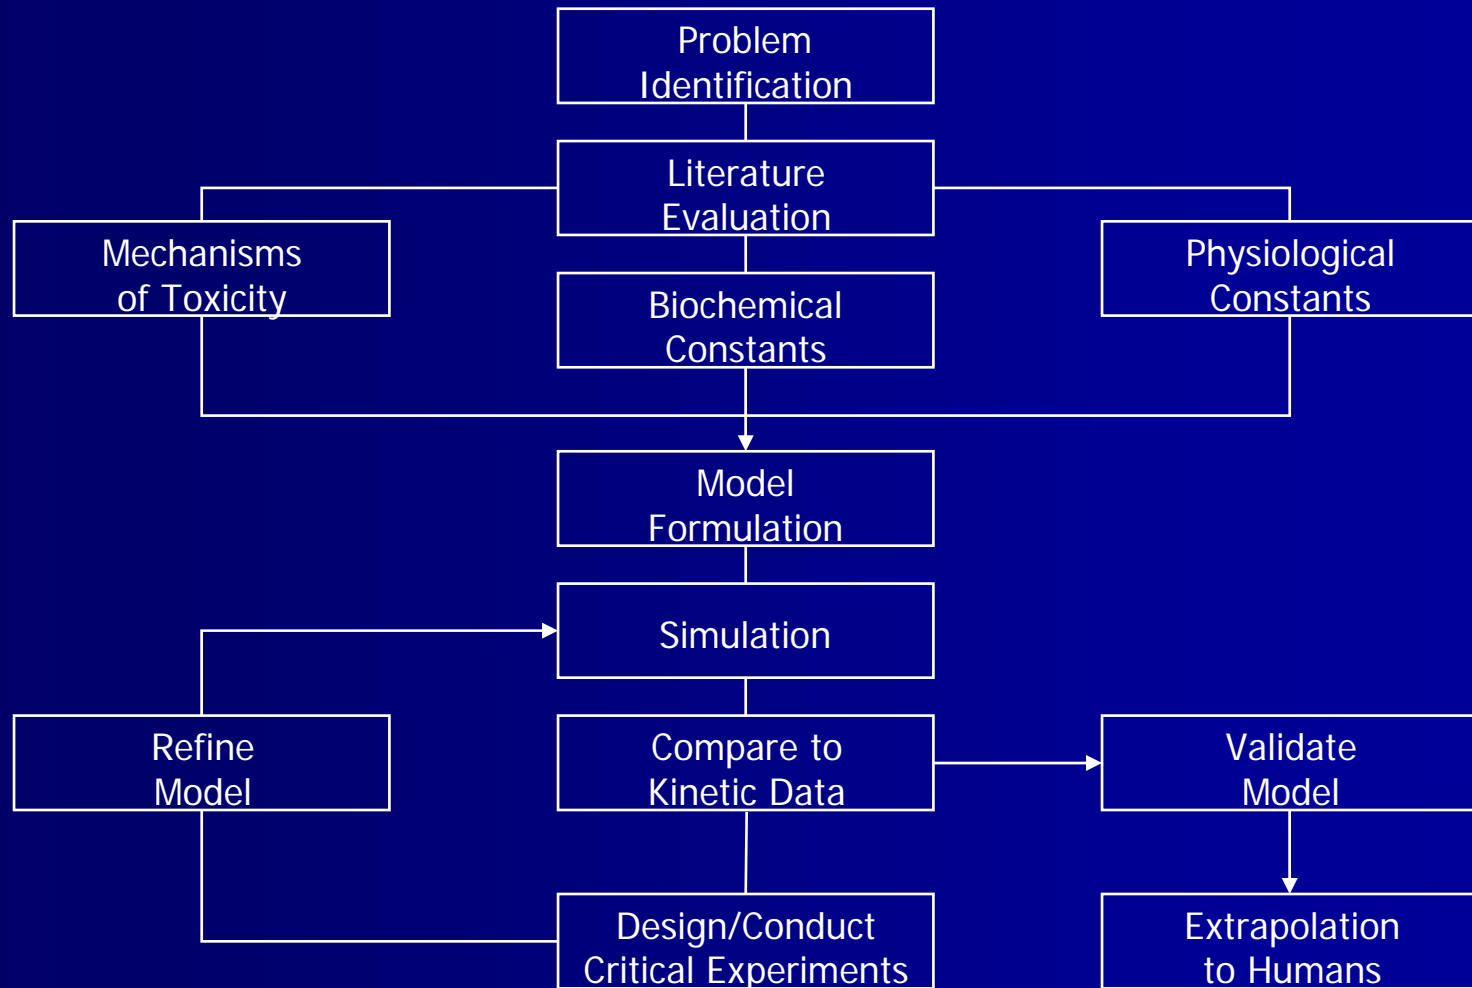 Problem
Identification
Literature
Evaluation
Mechanisms
of Toxicity
Biochemical
Constants
Physiological
Constants
Model
Formulation
Simulation
Refine
Model
Compare to
Kinetic Data
Validate
Model
Design/Conduct
Critical Experiments
Extrapolation
to Humans